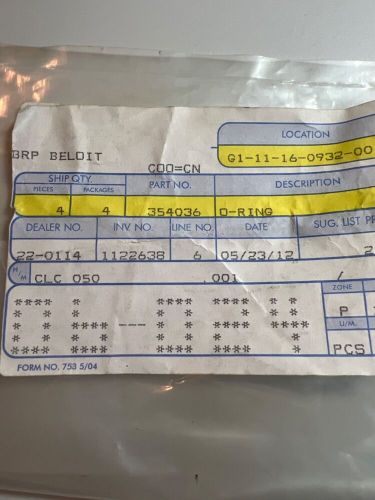 LOCATION
BRP BELOIT
COO=CN
G1-11-16-0932-00
SHIP QTY.
PIECES PACKAGES PART NO. DESCRIPTION
4 4 354036 O-RING
DEALER NO. INV. NO. LINE NO. DATE SUG. LIST PR
22-0114 1122638 6 05/23/12 2
P/M CLC 050 .001 /
ZONE
P
U/M.
PCS
FORM NO. 753 5/04